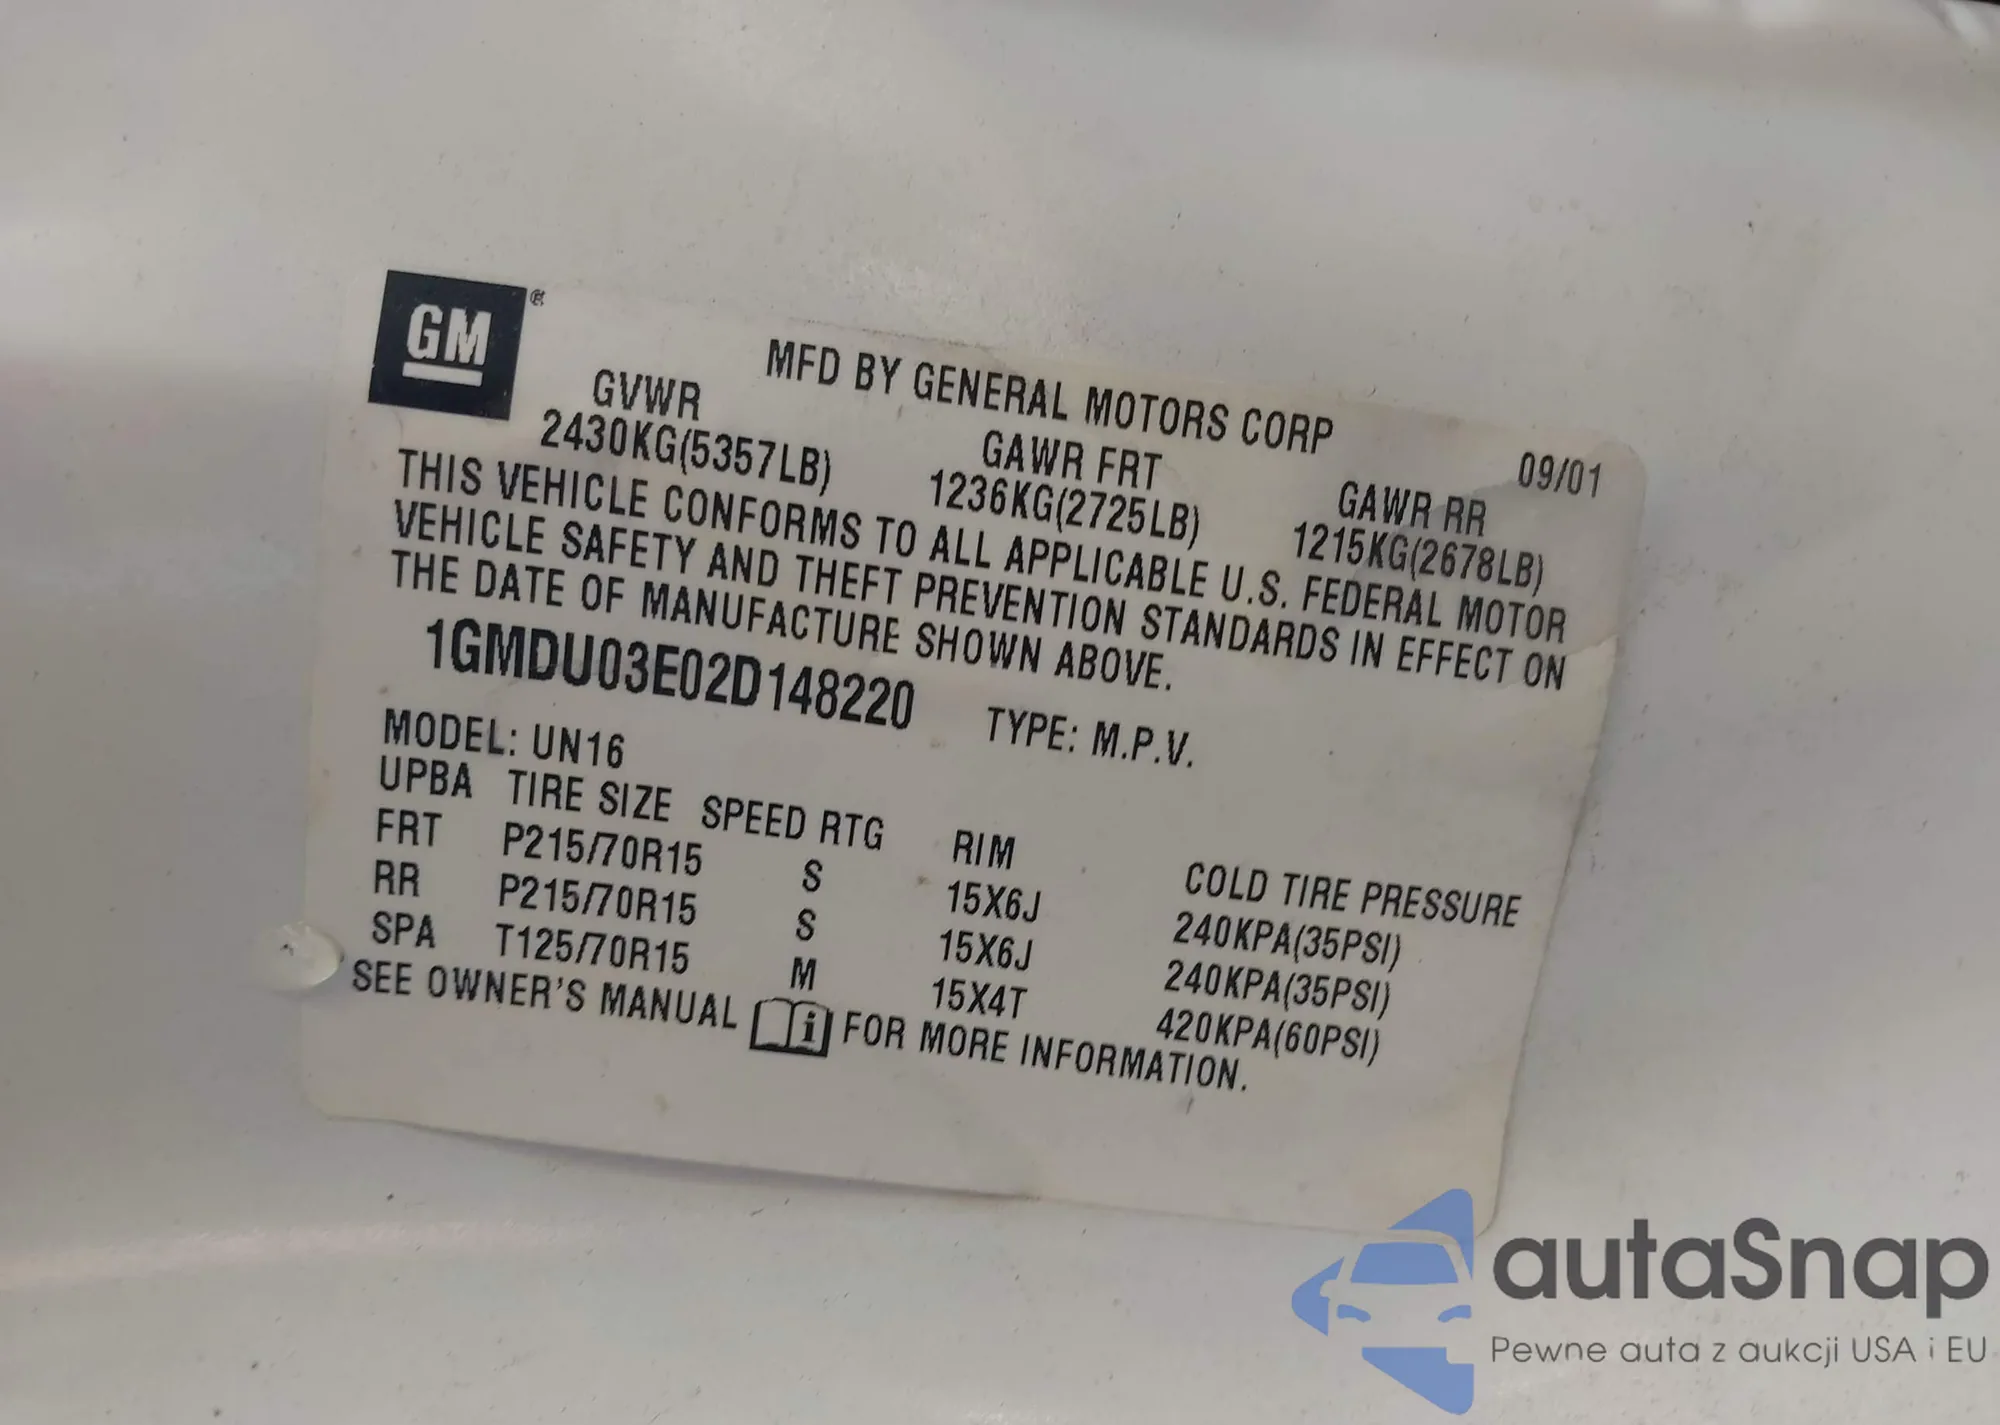 GM®
MFD BY GENERAL MOTORS CORP 09/01
GVWR GAWR FRT GAWR RR
2430KG(5357LB) 1236KG(2725LB) 1215KG(2678LB)
THIS VEHICLE CONFORMS TO ALL APPLICABLE U.S. FEDERAL MOTOR
VEHICLE SAFETY AND THEFT PREVENTION STANDARDS IN EFFECT ON
THE DATE OF MANUFACTURE SHOWN ABOVE.
1GMDU03E02D148220 TYPE: M.P.V.
MODEL: UN16
UPBA TIRE SIZE SPEED RTG RIM COLD TIRE PRESSURE
FRT P215/70R15 S 15X6J 240KPA(35PSI)
RR P215/70R15 S 15X6J 240KPA(35PSI)
SPA T125/70R15 M 15X4T 420KPA(60PSI)
SEE OWNER'S MANUAL i FOR MORE INFORMATION.
autaSnap
Pewne auta z aukcji USA i EU